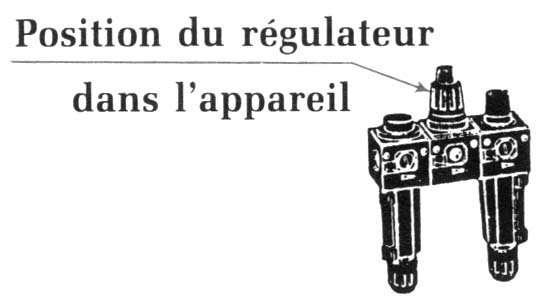 Position du régulateur
dans l'appareil